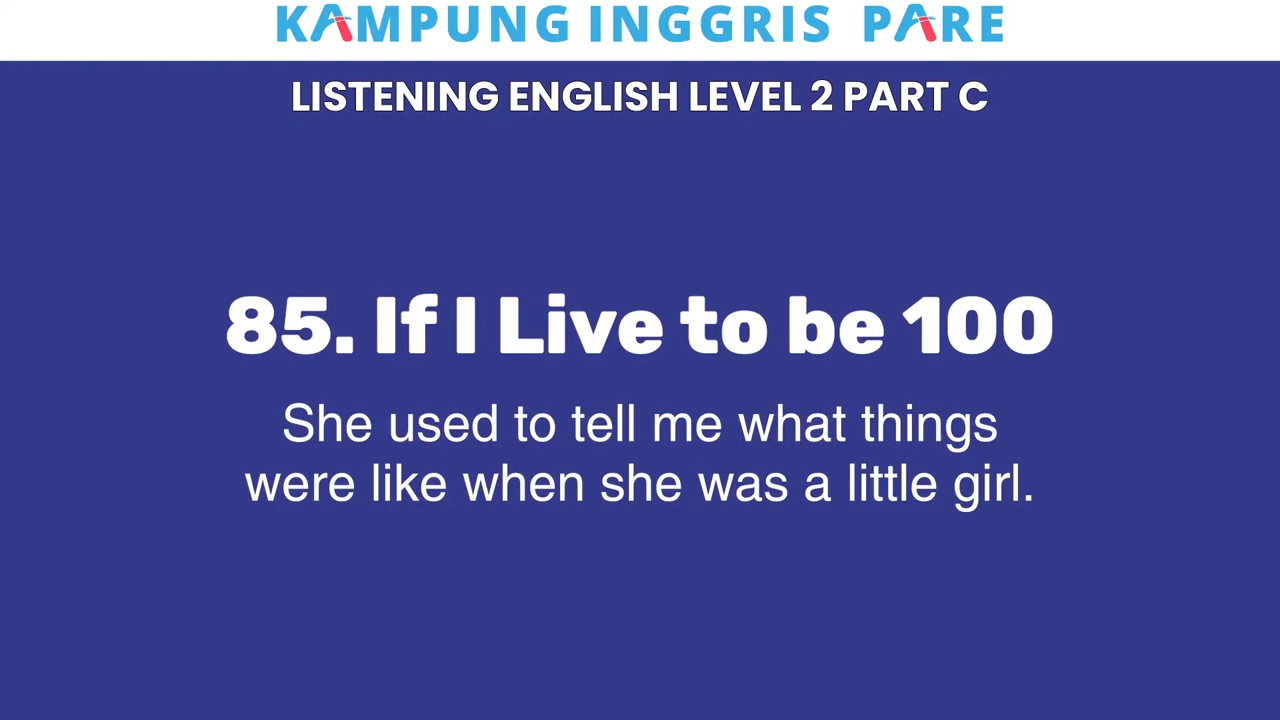 KAMPUNG INGGRIS PARE
LISTENING ENGLISH LEVEL 2 PART C
85. If I Live to be 100
She used to tell me what things
were like when she was a little girl.